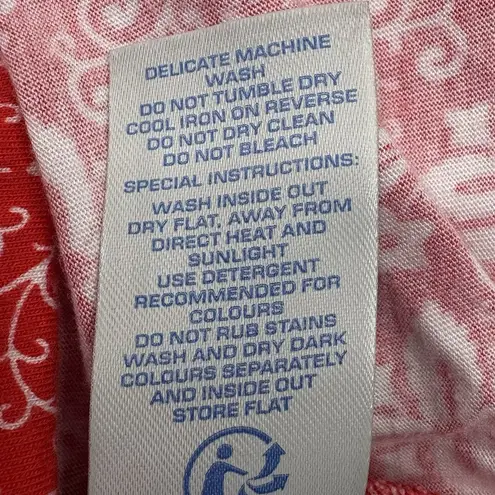 DELICATE MACHINE
WASH
DO NOT TUMBLE DRY
COOL IRON ON REVERSE
DO NOT DRY CLEAN
DO NOT BLEACH
SPECIAL INSTRUCTIONS:
WASH INSIDE OUT
DRY FLAT, AWAY FROM
DIRECT HEAT AND
SUNLIGHT
USE DETERGENT
RECOMMENDED FOR
COLOURS
DO NOT RUB STAINS
WASH AND DRY DARK
COLOURS SEPARATELY
AND INSIDE OUT
STORE FLAT